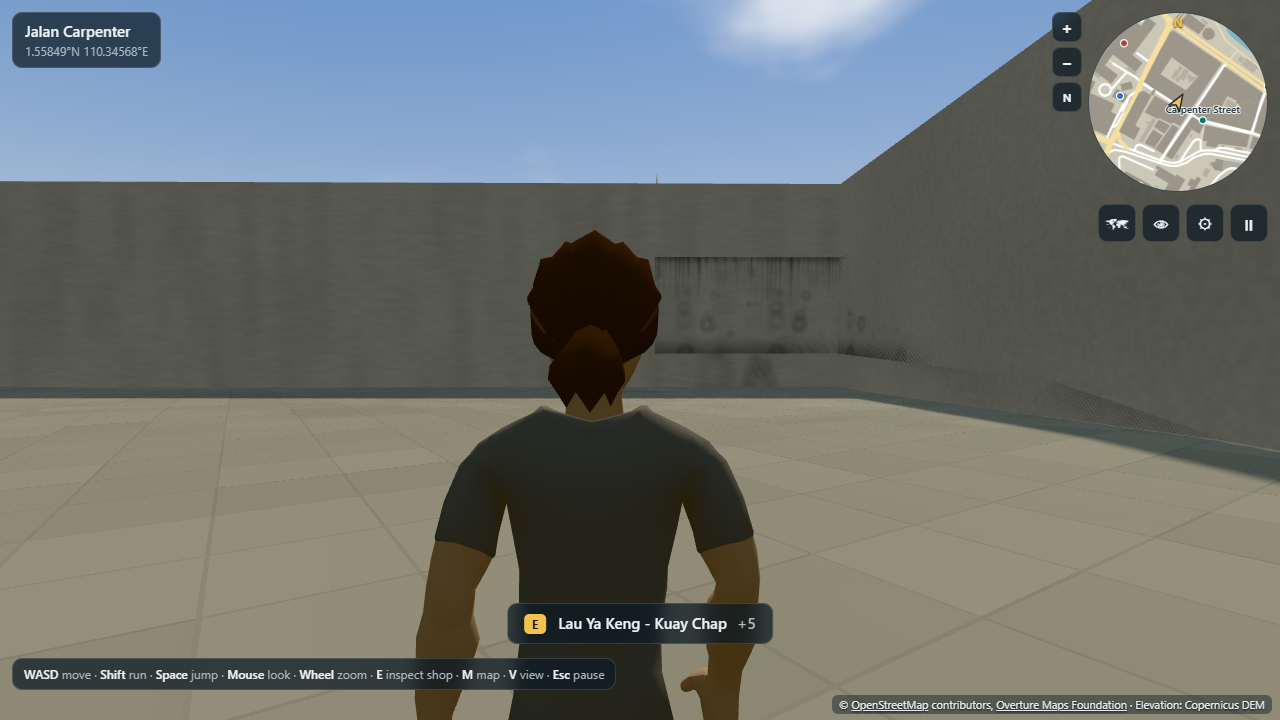 Jalan Carpenter
1.55849°N 110.34568°E
+
−
N
N
Carpenter Street
E Lau Ya Keng - Kuay Chap +5
WASD move · Shift run · Space jump · Mouse look · Wheel zoom · E inspect shop · M map · V view · Esc pause
© OpenStreetMap contributors, Overture Maps Foundation · Elevation: Copernicus DEM